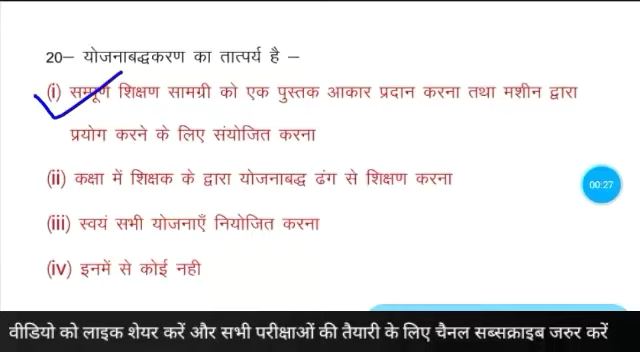 20– योजनाबद्धकरण का तात्पर्य है –
(i) सम्पूर्ण शिक्षण सामग्री को एक पुस्तक आकार प्रदान करना तथा मशीन द्वारा
प्रयोग करने के लिए संयोजित करना
(ii) कक्षा में शिक्षक के द्वारा योजनाबद्ध ढंग से शिक्षण करना
00:27
(iii) स्वयं सभी योजनाएँ नियोजित करना
(iv) इनमें से कोई नही
वीडियो को लाइक शेयर करें और सभी परीक्षाओं की तैयारी के लिए चैनल सब्सक्राइब जरुर करें